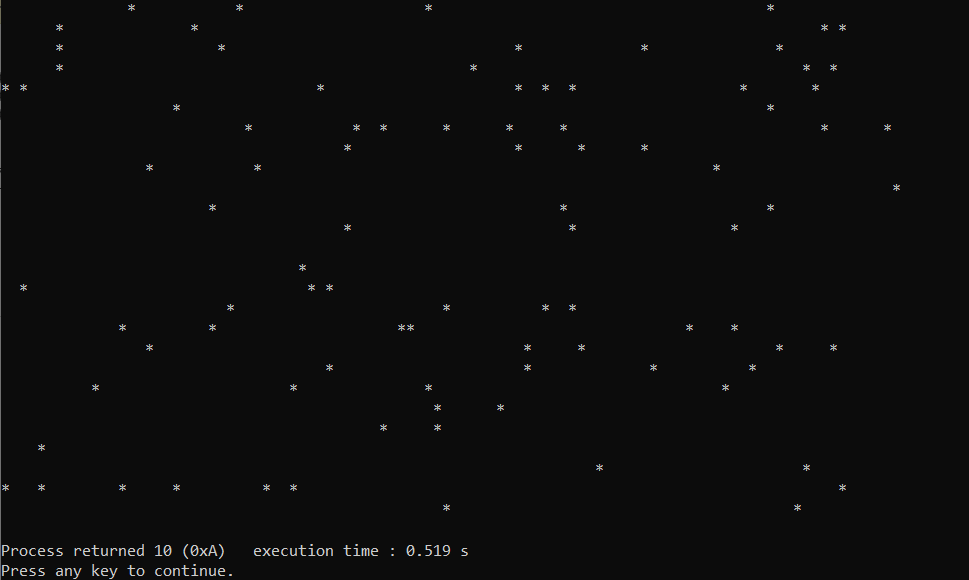 Process returned 10 (0xA)   execution time : 0.519 s
Press any key to continue.